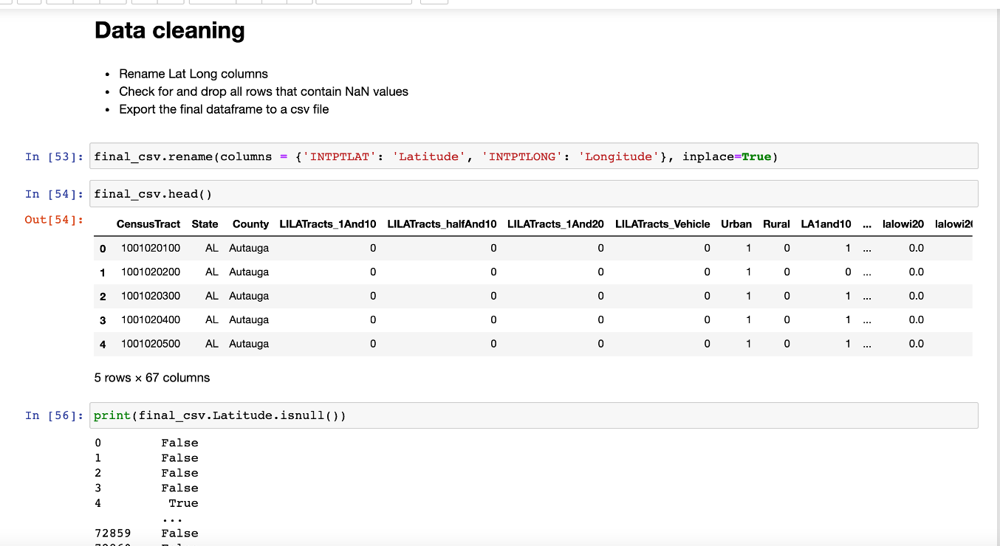 Data cleaning
• Rename Lat Long columns
• Check for and drop all rows that contain NaN values
• Export the final dataframe to a csv file
In [53]: final_csv.rename(columns = {'INTPTLAT': 'Latitude', 'INTPTLONG': 'Longitude'}, inplace=True)
In [54]: final_csv.head()
Out[54]:
CensusTract State County LILATracts_1And10 LILATracts_halfAnd10 LILATracts_1And20 LILATracts_Vehicle Urban Rural LA1and10 ... lalowi20
0 1001020100 AL Autauga 0 0 0 0 1 0 1 ... 0.0
1 1001020200 AL Autauga 0 0 0 0 1 0 0 ... 0.0
2 1001020300 AL Autauga 0 0 0 0 1 0 1 ... 0.0
3 1001020400 AL Autauga 0 0 0 0 1 0 1 ... 0.0
4 1001020500 AL Autauga 0 0 0 0 1 0 1 ... 0.0
5 rows × 67 columns
In [56]: print(final_csv.Latitude.isnull())
0 False
1 False
2 False
3 False
4 True
...
72859 False